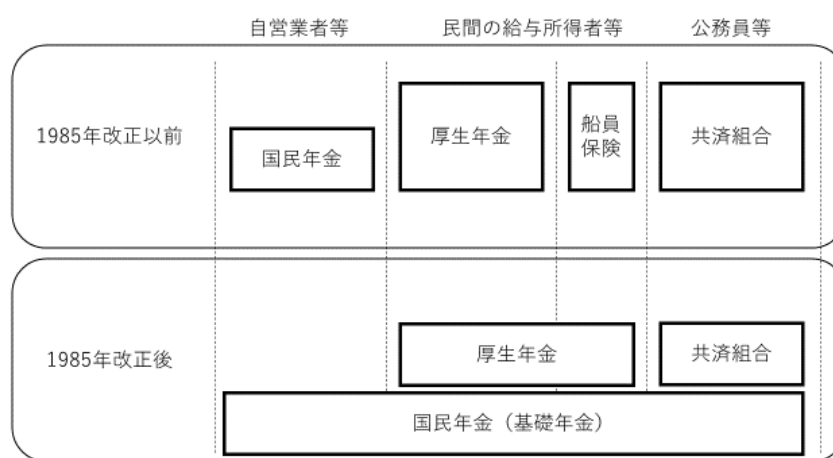 自営業者等
民間の給与所得者等
公務員等
1985年改正以前
国民年金
厚生年金
船員
保険
共済組合
1985年改正後
厚生年金
共済組合
国民年金（基礎年金）